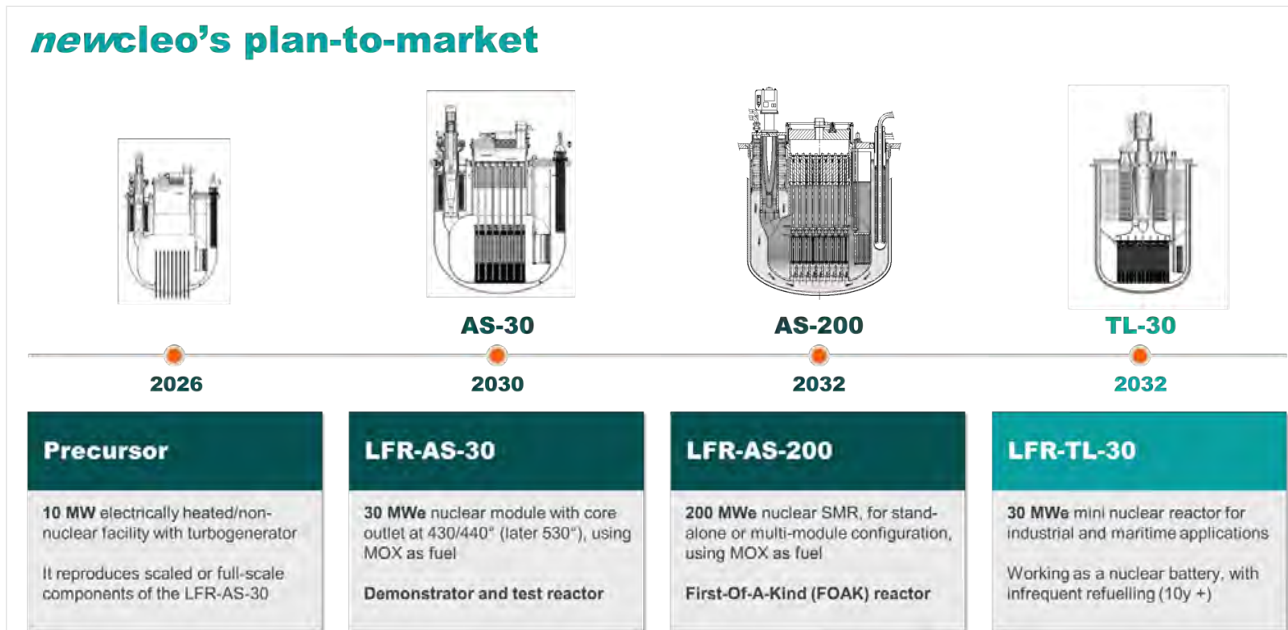 newcleo's plan-to-market
AS-30
AS-200
TL-30
2026
2030
2032
2032
Precursor
10 MW electrically heated/non-
nuclear facility with turbogenerator
It reproduces scaled or full-scale
components of the LFR-AS-30
LFR-AS-30
30 MWe nuclear module with core
outlet at 430/440° (later 530°), using
MOX as fuel
Demonstrator and test reactor
LFR-AS-200
200 MWe nuclear SMR, for stand-
alone or multi-module configuration,
using MOX as fuel
First-Of-A-Kind (FOAK) reactor
LFR-TL-30
30 MWe mini nuclear reactor for
industrial and maritime applications
Working as a nuclear battery, with
infrequent refuelling (10y +)